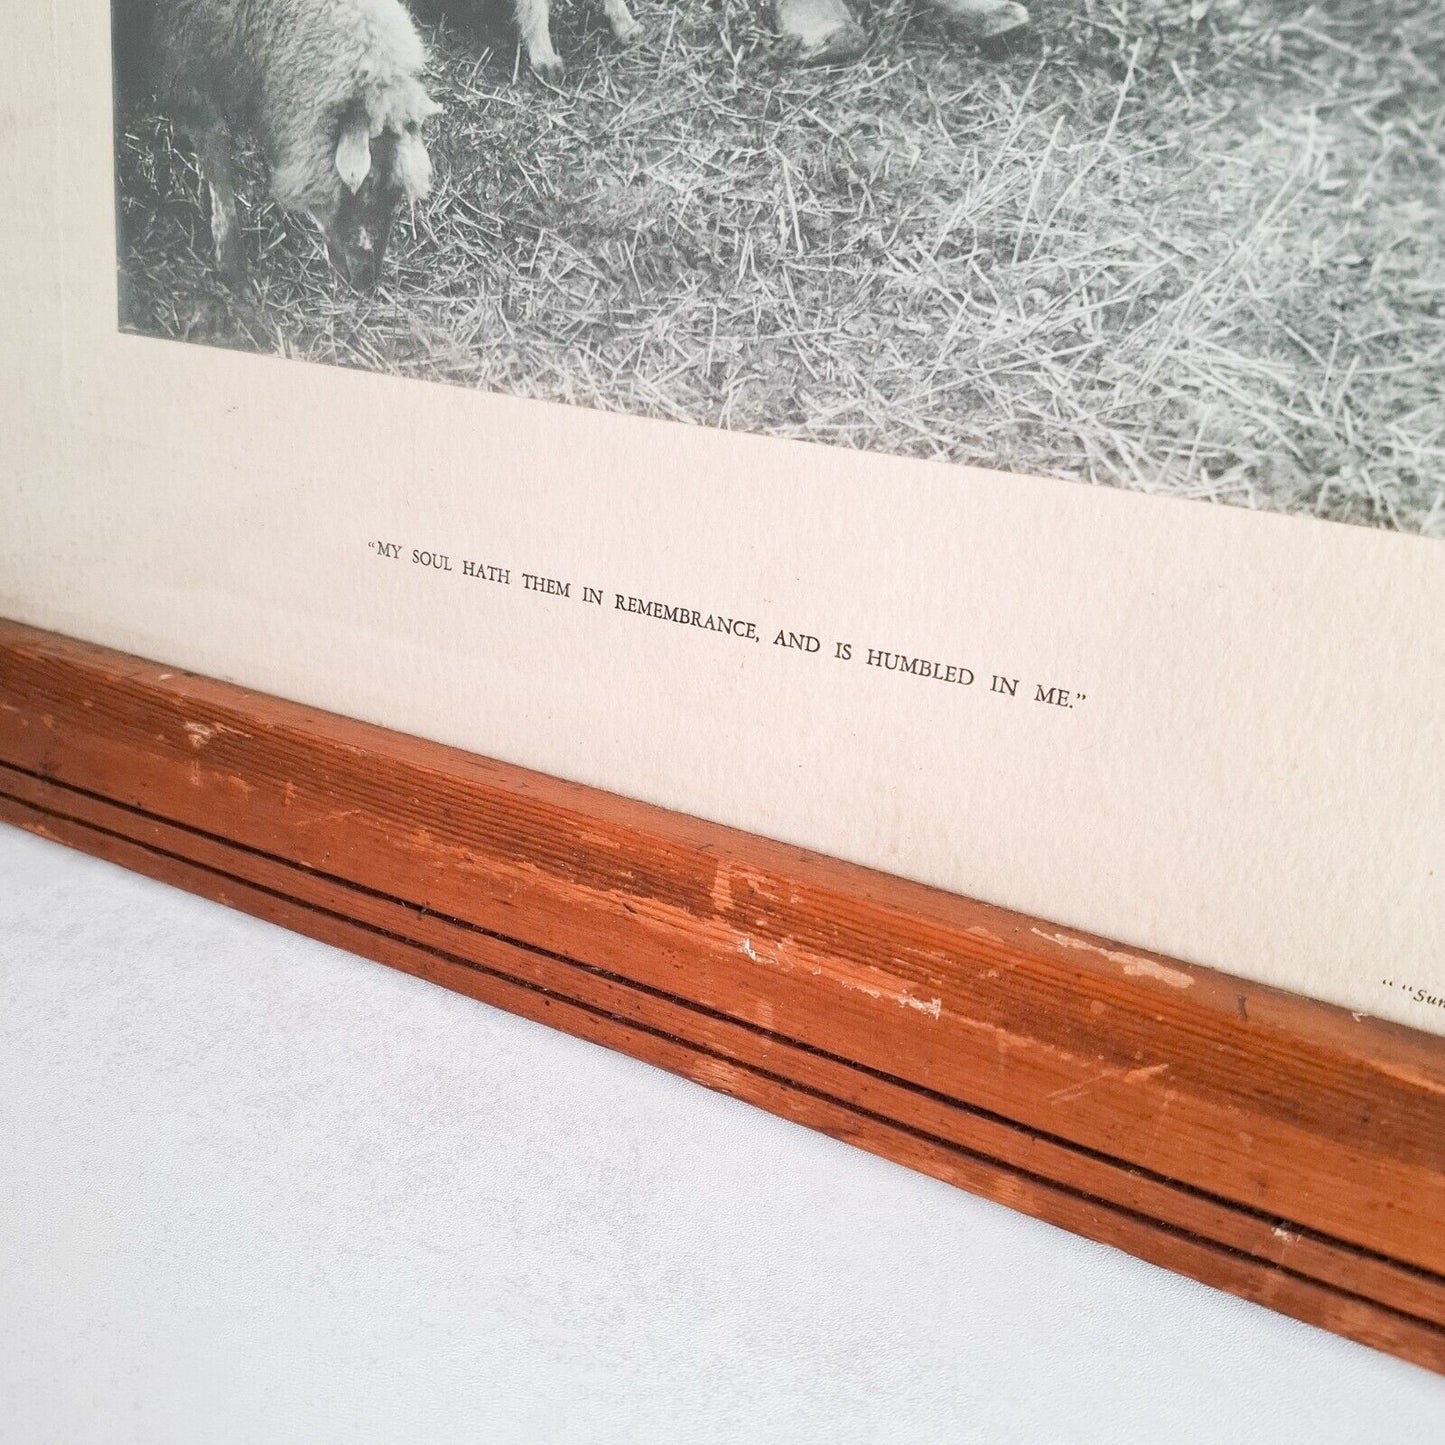 “MY SOUL HATH THEM IN REMEMBRANCE, AND IS HUMBLED IN ME.”